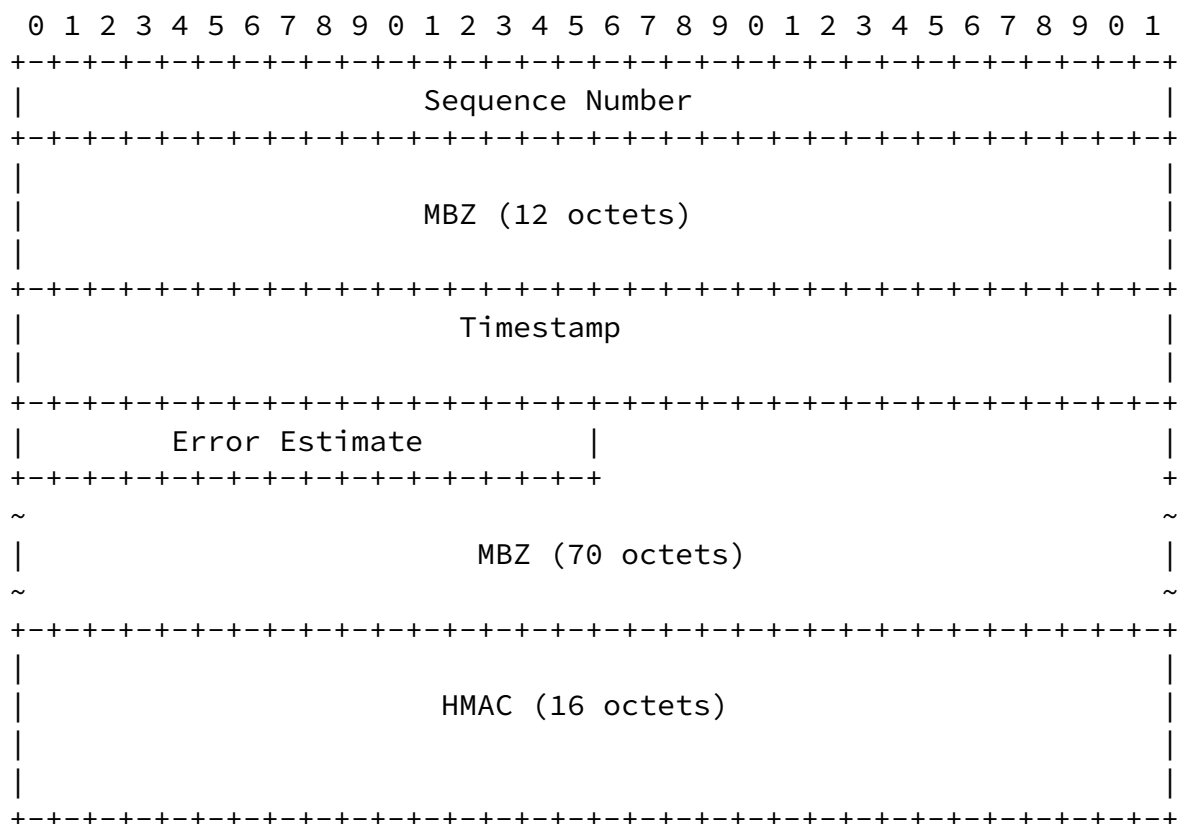 0 1 2 3 4 5 6 7 8 9 0 1 2 3 4 5 6 7 8 9 0 1 2 3 4 5 6 7 8 9 0 1
+-+-+-+-+-+-+-+-+-+-+-+-+-+-+-+-+-+-+-+-+-+-+-+-+-+-+-+-+-+-+-+-+
|                      Sequence Number                          |
+-+-+-+-+-+-+-+-+-+-+-+-+-+-+-+-+-+-+-+-+-+-+-+-+-+-+-+-+-+-+-+-+
|                                                               |
|                      MBZ (12 octets)                          |
|                                                               |
+-+-+-+-+-+-+-+-+-+-+-+-+-+-+-+-+-+-+-+-+-+-+-+-+-+-+-+-+-+-+-+-+
|                        Timestamp                              |
|                                                               |
+-+-+-+-+-+-+-+-+-+-+-+-+-+-+-+-+-+-+-+-+-+-+-+-+-+-+-+-+-+-+-+-+
|        Error Estimate         |                               |
+-+-+-+-+-+-+-+-+-+-+-+-+-+-+-+-+                               +
~                                                               ~
|                         MBZ (70 octets)                       |
~                                                               ~
+-+-+-+-+-+-+-+-+-+-+-+-+-+-+-+-+-+-+-+-+-+-+-+-+-+-+-+-+-+-+-+-+
|                                                               |
|                       HMAC (16 octets)                        |
|                                                               |
|                                                               |
+-+-+-+-+-+-+-+-+-+-+-+-+-+-+-+-+-+-+-+-+-+-+-+-+-+-+-+-+-+-+-+-+